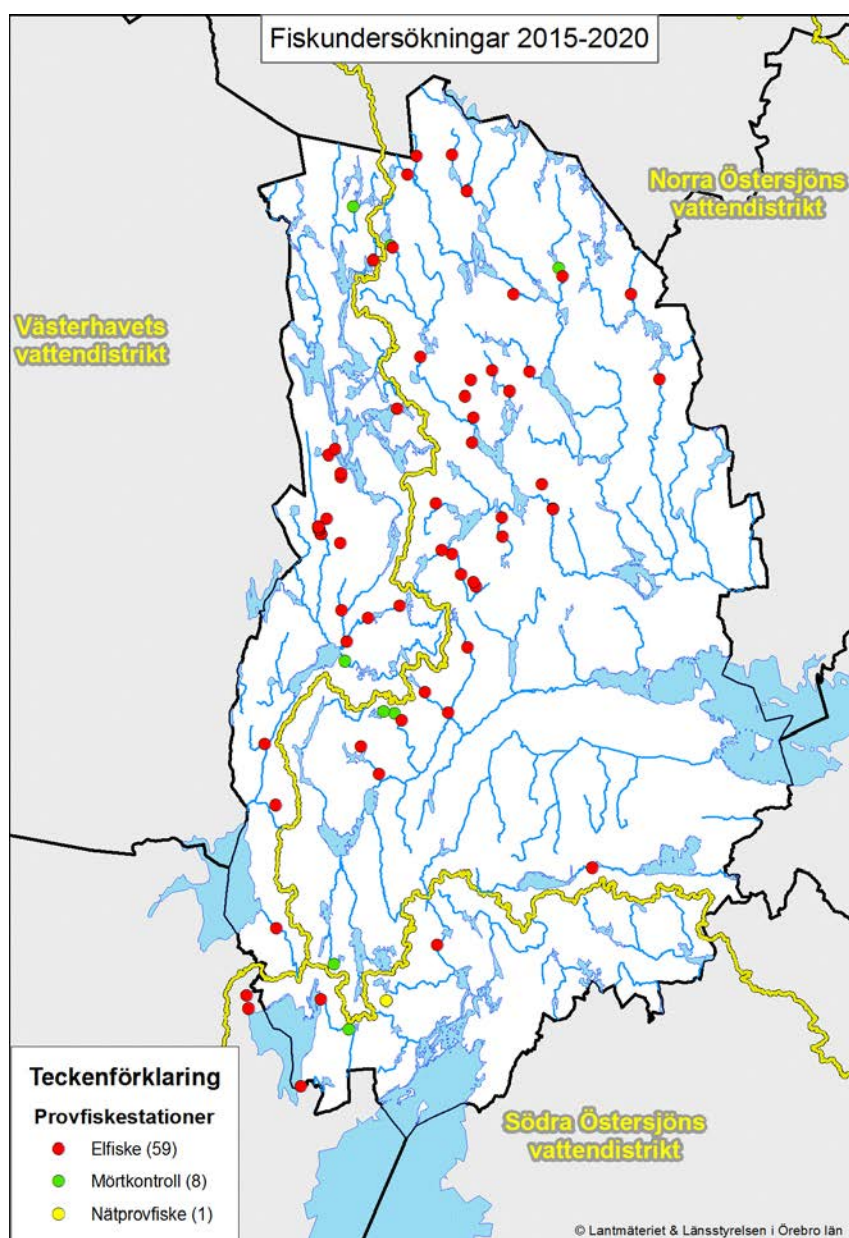 Fiskundersökningar 2015-2020
Norra Östersjöns
vattendistrikt
Västerhavets
vattendistrikt
Södra Östersjöns
vattendistrikt
Teckenförklaring
Provfiskestationer
Elfiske (59)
Mörtkontroll (8)
Nätprovfiske (1)
© Lantmäteriet & Länsstyrelsen i Örebro län